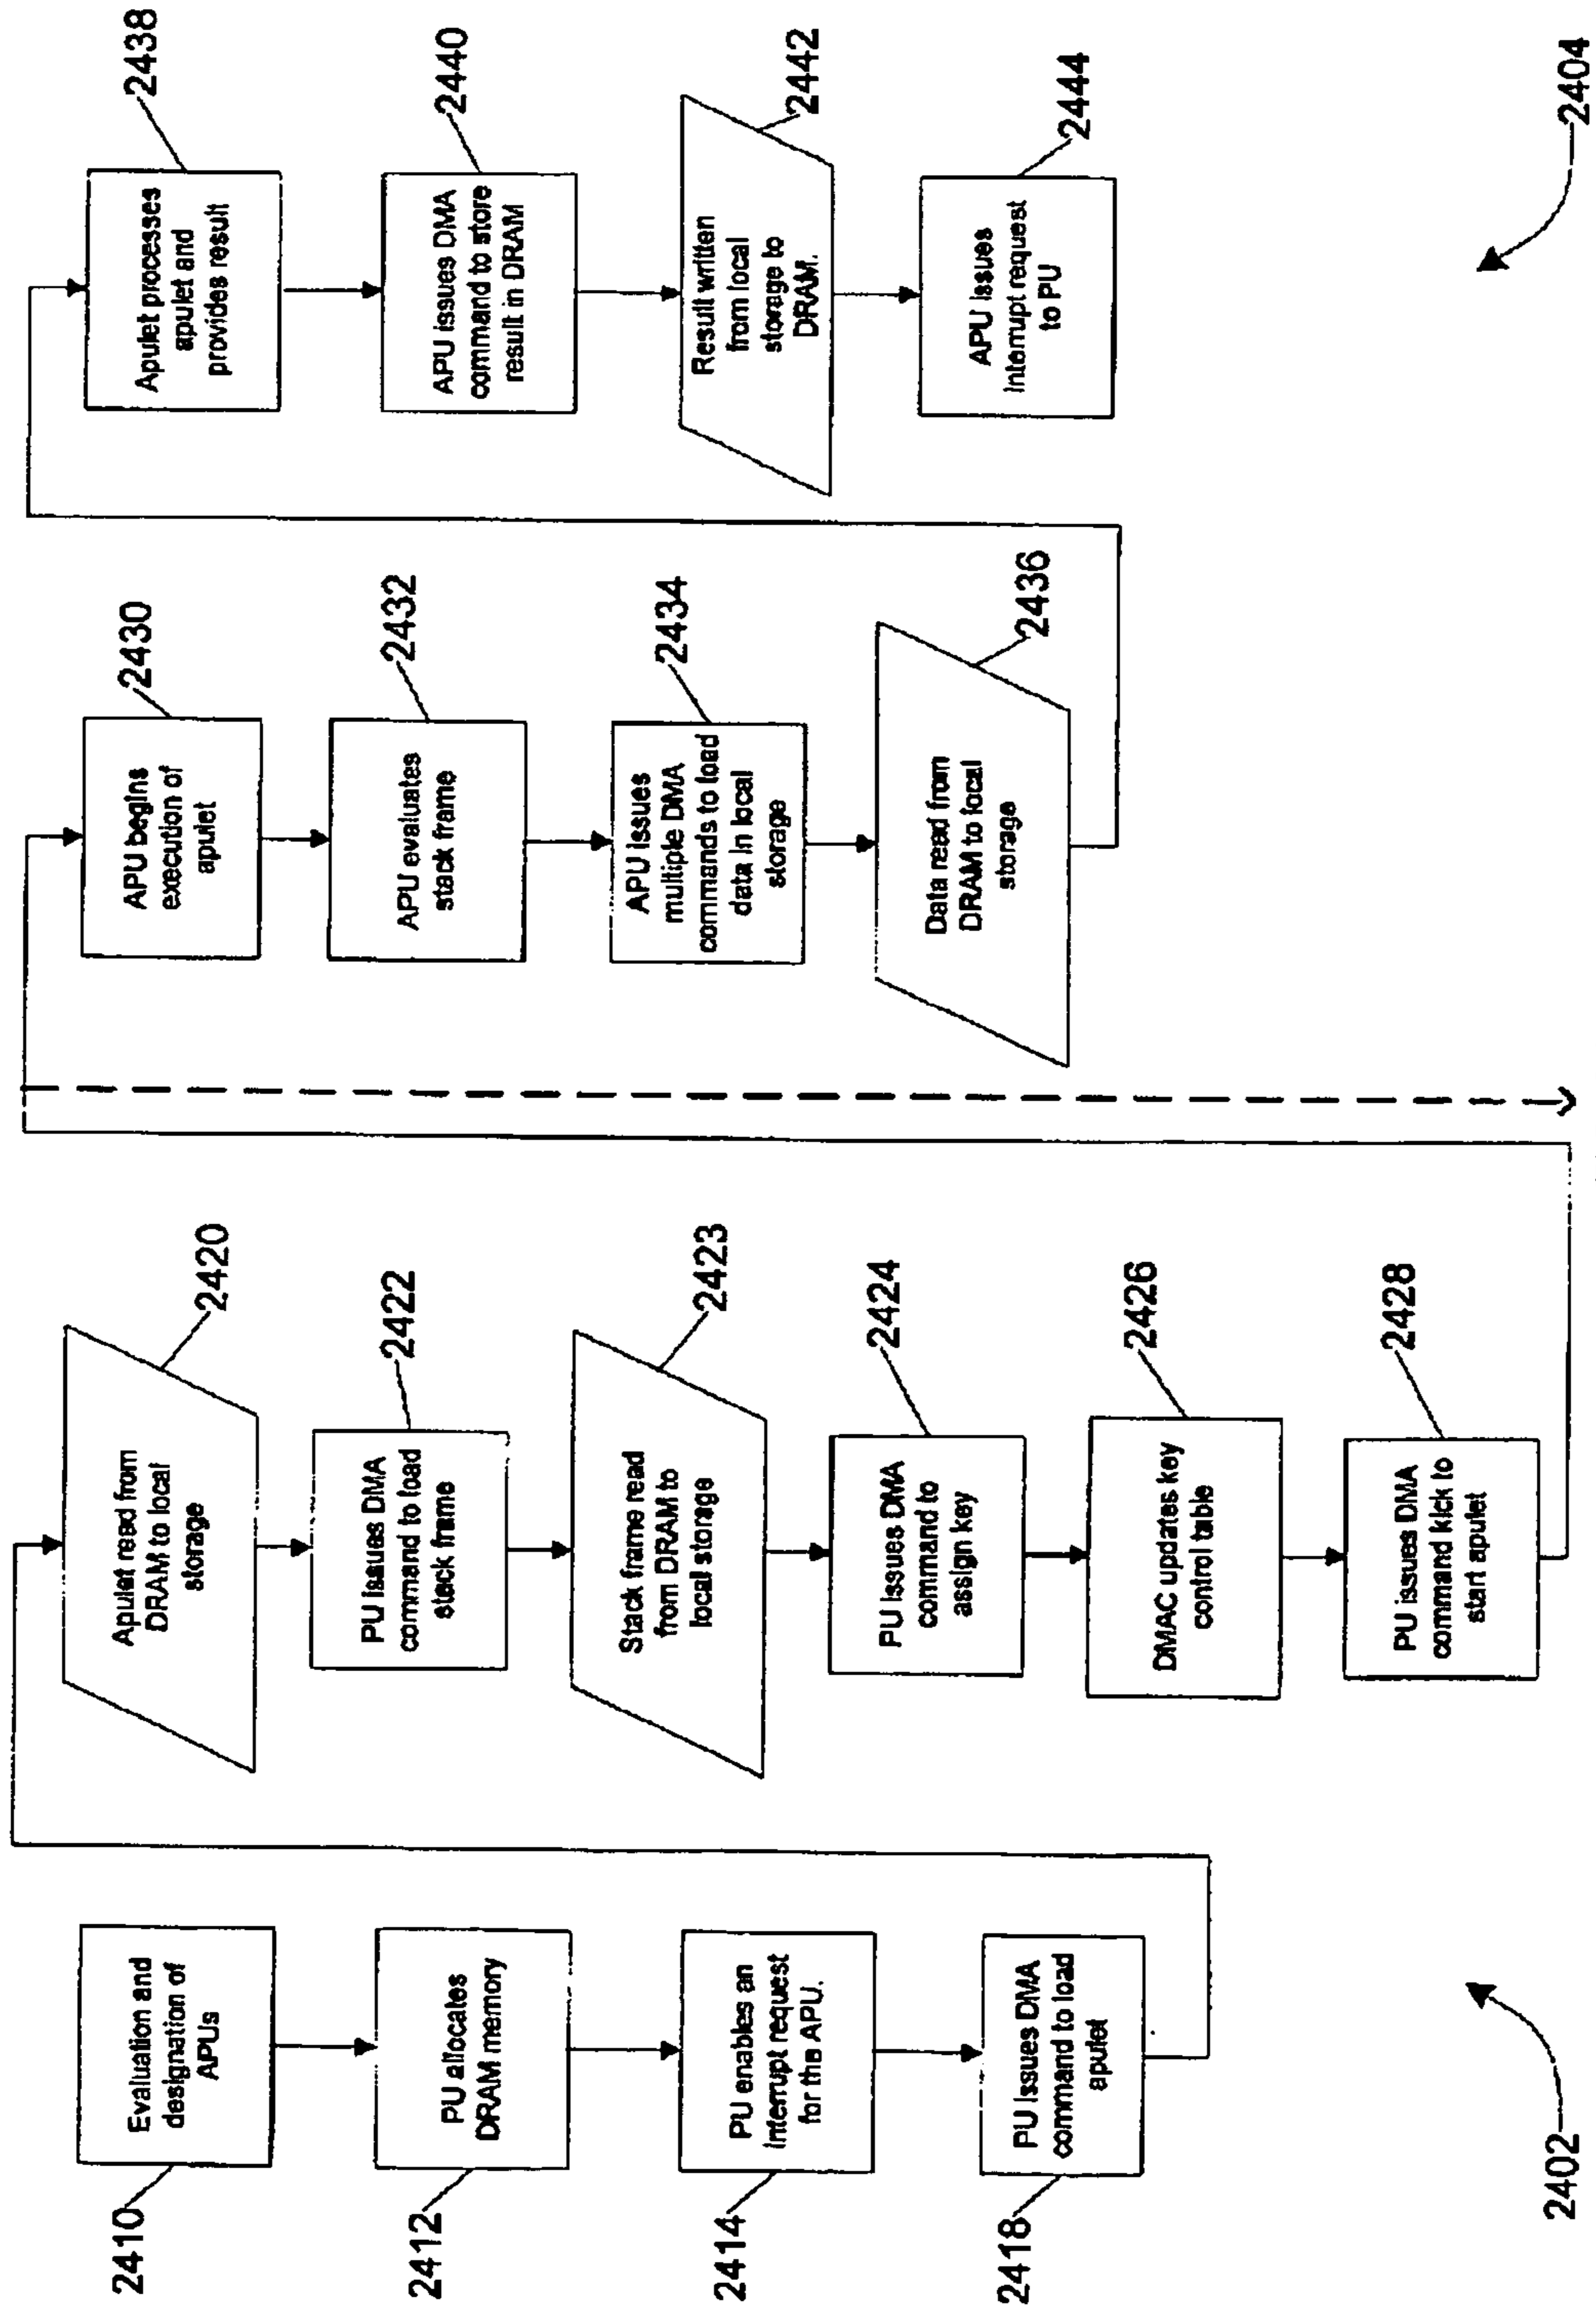 Evaluation and
designation of
APUs
2410
PU allocates
DRAM memory
2412
PU enables an
Interrupt request
for the APU.
2414
PU issues DMA
command to load
apulet
2418
2402
Apulet read from
DRAM to local
storage
2420
PU issues DMA
command to load
stack frame
2422
Stack frame read
from DRAM to
local storage
2423
PU issues DMA
command to
assign key
2424
DMAC updates key
control table
2426
PU issues DMA
command kick to
start apulet
2428
APU begins
execution of
apulet
2430
APU evaluates
stack frame
2432
APU issues
multiple DMA
commands to load
data in local
storage
2434
Data read from
DRAM to local
storage
2436
Apulet processes
apulet and
provides result
2438
APU issues DMA
command to store
result in DRAM
2440
Result written
from local
storage to
DRAM.
2442
APU issues
Interrupt request
to PU
2444
2404